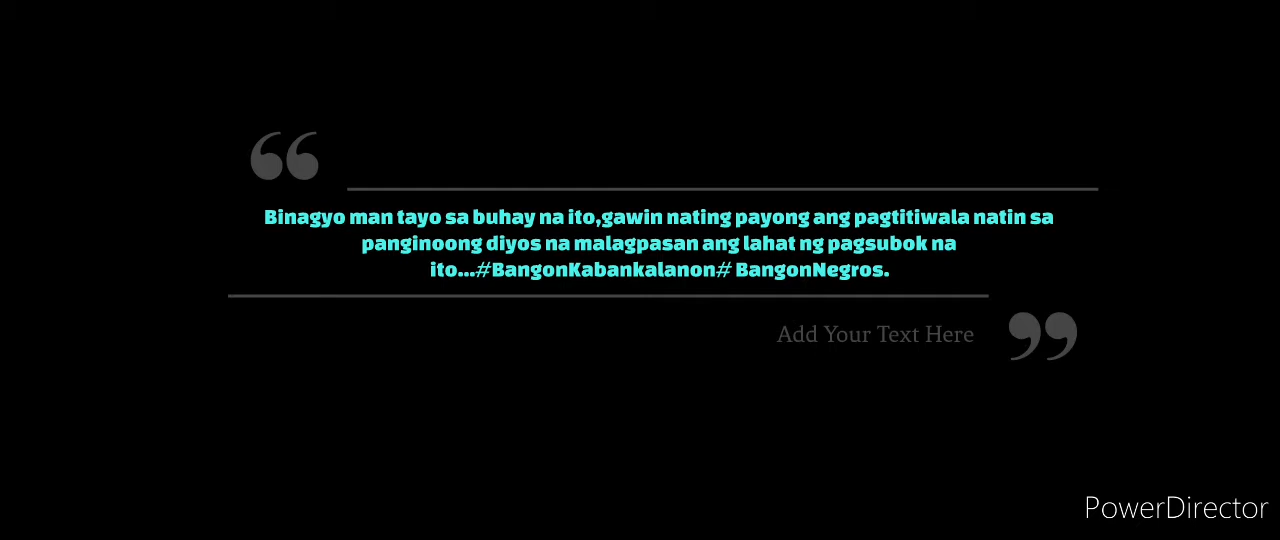 Binagyo man tayo sa buhay na ito,gawin nating payong ang pagtitiwala natin sa
panginoong diyos na malagpasan ang lahat ng pagsubok na
ito...#BangonKabankalanon# BangonNegros.
Add Your Text Here
PowerDirector